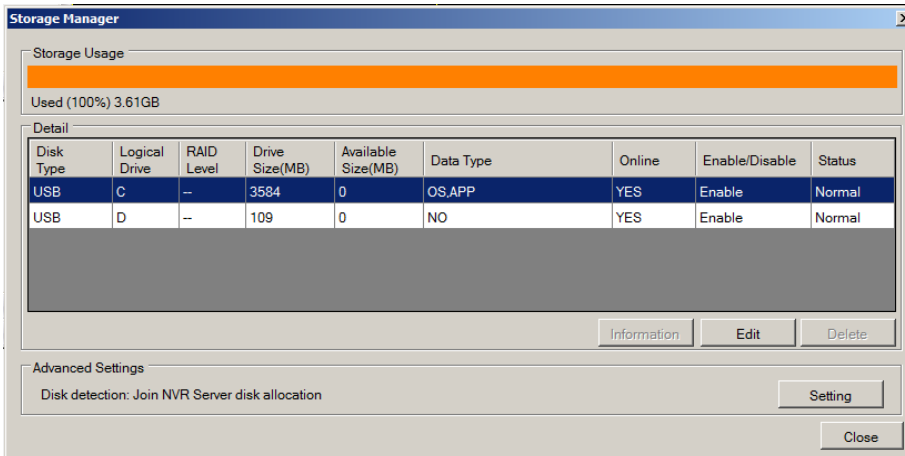 Storage Manager
Storage Usage
Used (100%) 3.61GB
Detail
Disk Type Logical Drive RAID Level Drive Size(MB) Available Size(MB) Data Type Online Enable/Disable Status
USB C -- 3584 0 OS,APP YES Enable Normal
USB D -- 109 0 NO YES Enable Normal
Information Edit Delete
Advanced Settings
Disk detection: Join NVR Server disk allocation Setting
Close